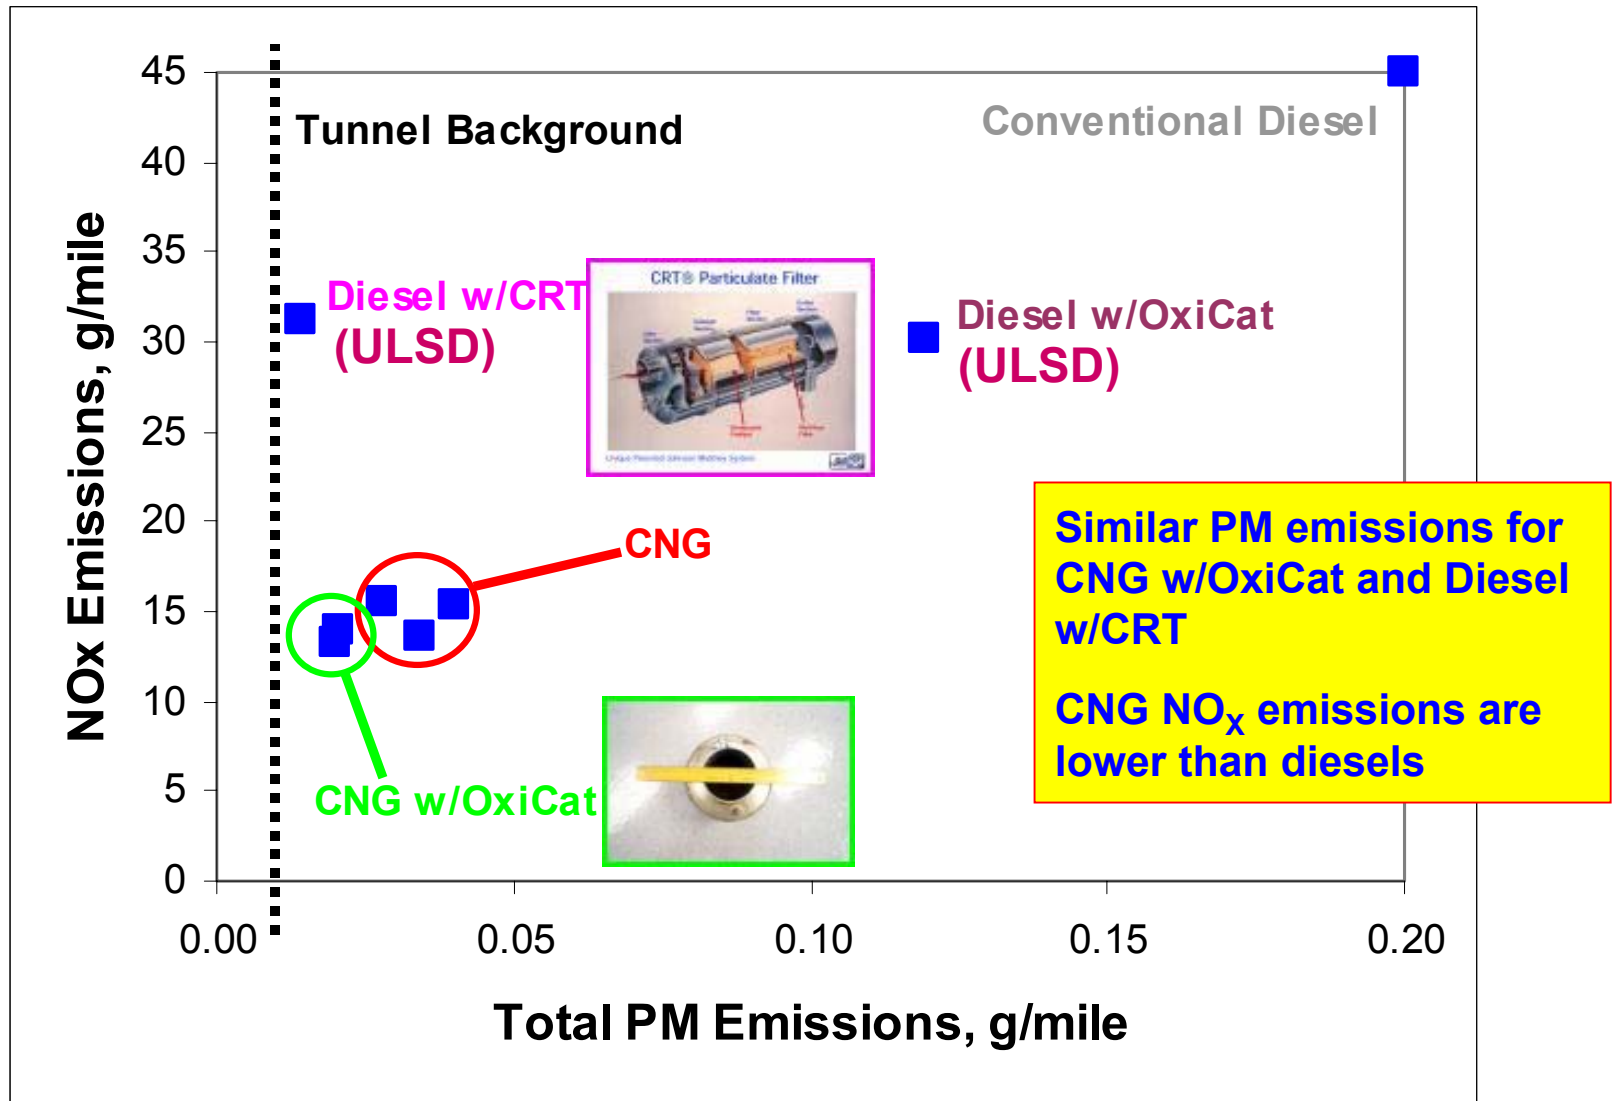 45
Tunnel Background
Conventional Diesel
40
35
Diesel w/CRT
(ULSD)
CRT® Particulate Filter
Diesel w/OxiCat
(ULSD)
30
25
20
CNG
15
10
5
0
CNG w/OxiCat
Similar PM emissions for
CNG w/OxiCat and Diesel
w/CRT
CNG NOX emissions are
lower than diesels
NOx Emissions, g/mile
0.00
0.05
0.10
0.15
0.20
Total PM Emissions, g/mile